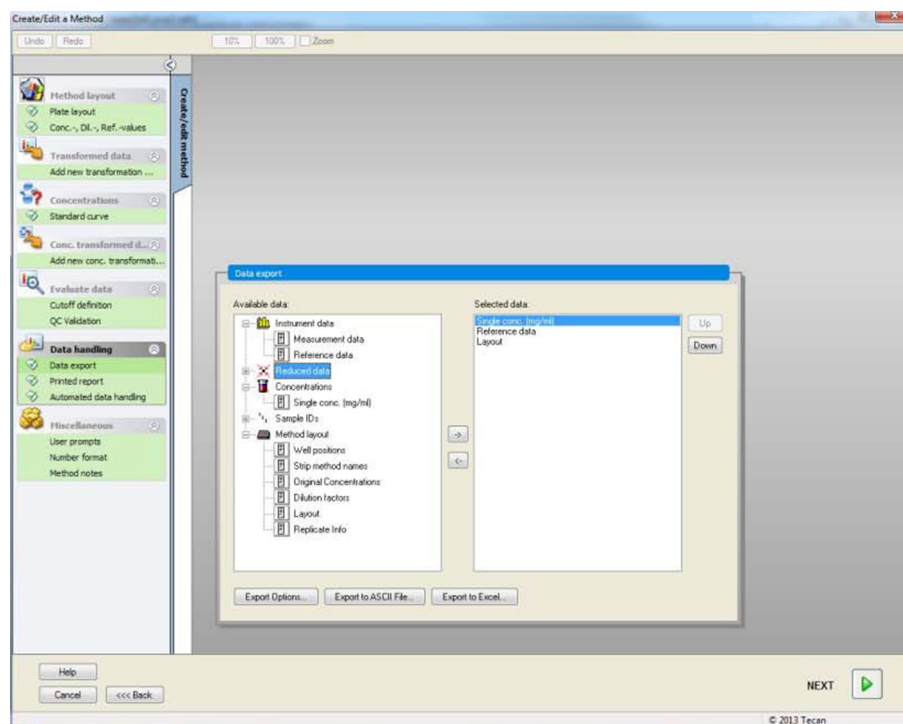 Create/Edit a Method
Undo Redo 10% 100% Zoom
Create/edit method
Method layout
Plate layout
Conc.-, Dil.-, Ref. -values
Transformed data
Add new transformation ...
Concentrations
Standard curve
Conc. transformed d...
Add new conc. transformati...
Evaluate data
Cutoff definition
QC Validation
Data handling
Data export
Printed report
Automated data handling
Miscellaneous
User prompts
Number format
Method notes
Data export
Available data:
Instrument data
Measurement data
Reference data
Reduced data
Concentrations
Single conc. (mg/ml)
Sample IDs
Method layout
Well positions
Strip method names
Original Concentrations
Dilution factors
Layout
Replicate Info
Selected data:
Single conc. (mg/ml)
Reference data
Layout
Up
Down
->
<-
Export Options... Export to ASCII File... Export to Excel...
Help
Cancel <<< Back
NEXT
© 2013 Tecan